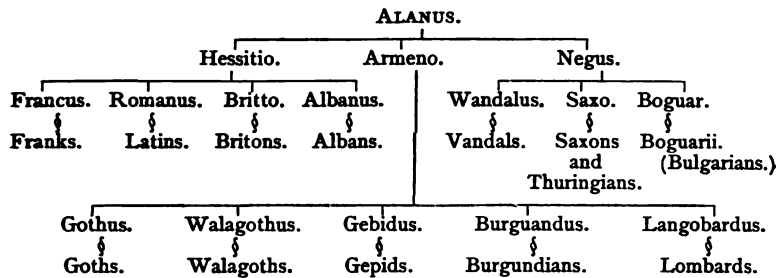 ALANUS.
Hessitio. Armeno. Negus.
Francus. Romanus. Britto. Albanus. Wandalus. Saxo. Boguar.
§ § § § § § §
Franks. Latins. Britons. Albans. Vandals. Saxons Boguarii.
and (Bulgarians.)
Thuringians.
Gothus. Walagothus. Gebidus. Burguandus. Langobardus.
§ § § § §
Goths. Walagoths. Gepids. Burgundians. Lombards.